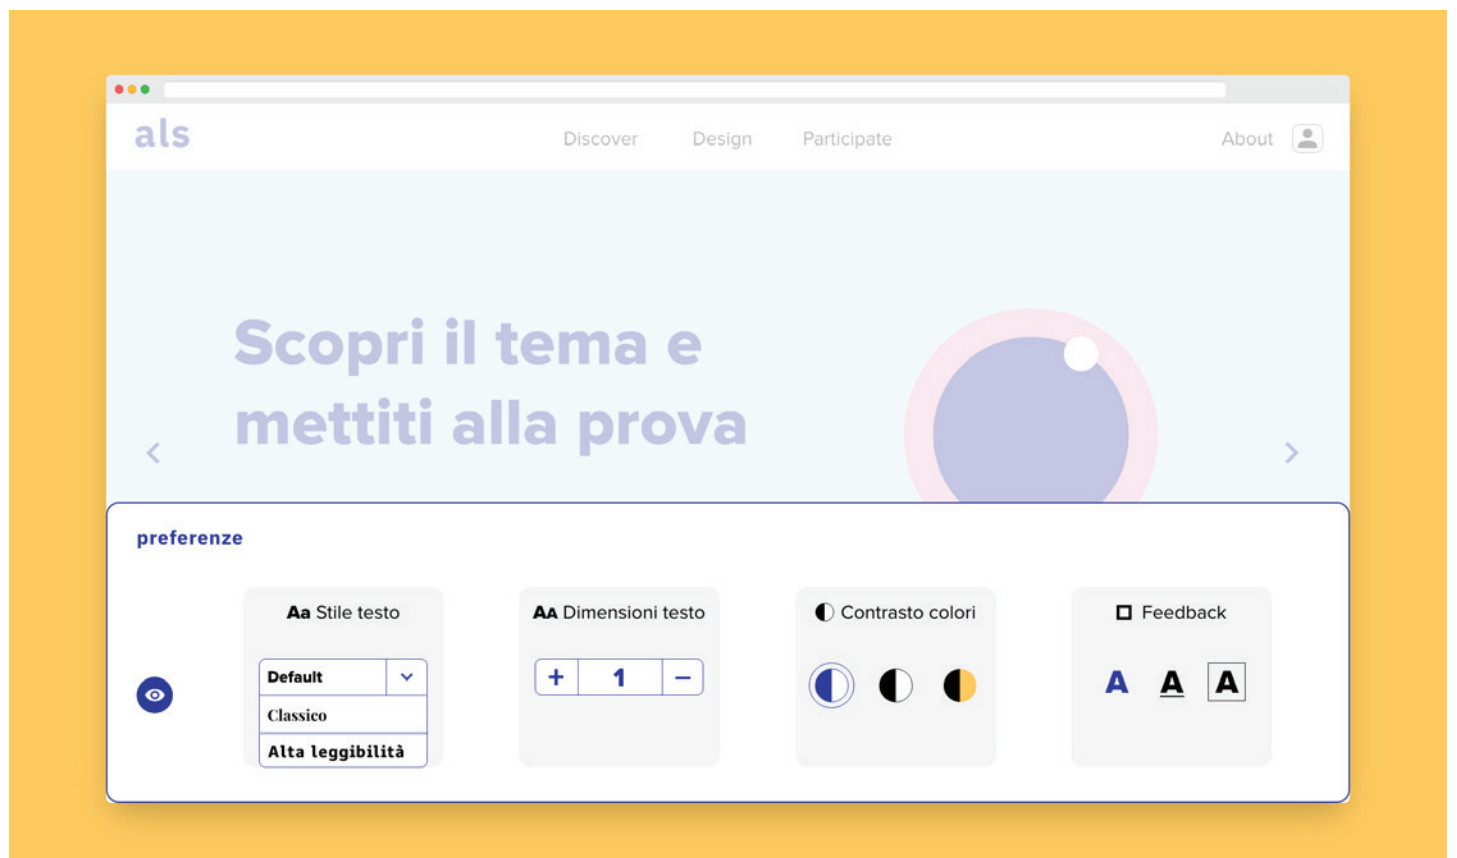 als
Discover Design Participate About
Scopri il tema e
mettiti alla prova
preferenze
Aa Stile testo
Default
Classico
Alta leggibilità
AA Dimensioni testo
+ 1 −
Contrasto colori
Feedback
A A A